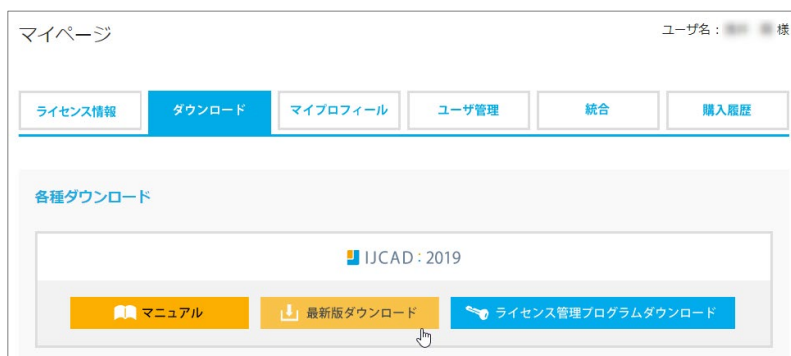 マイページ
ユーザ名： 様
ライセンス情報 ダウンロード マイプロフィール ユーザ管理 統合 購入履歴
各種ダウンロード
IJCAD：2019
マニュアル 最新版ダウンロード ライセンス管理プログラムダウンロード